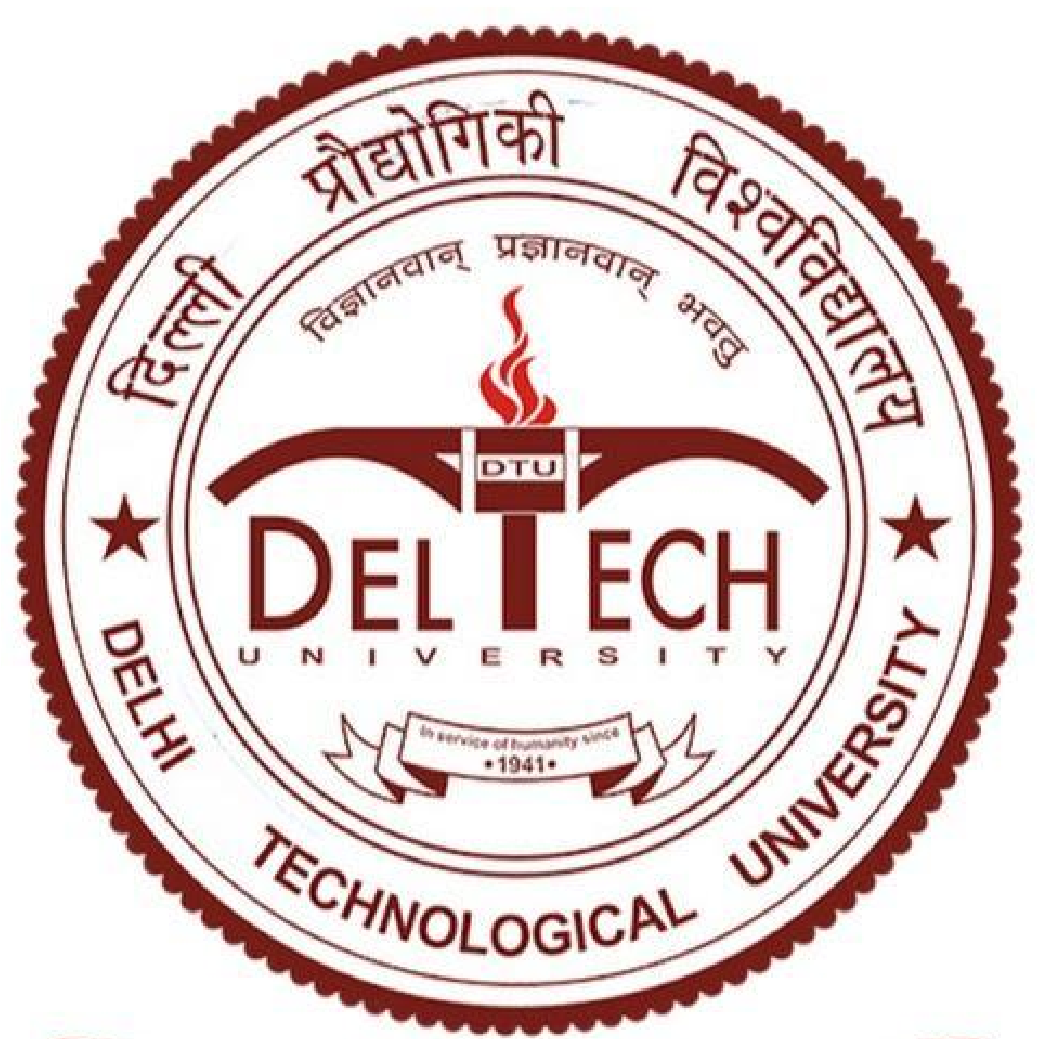 दिल्ली प्रौद्योगिकी विश्वविद्यालय
विज्ञानवान् प्रज्ञानवान् भवतु
DTU
DELTECH
UNIVERSITY
In service of humanity since
•1941•
DELHI TECHNOLOGICAL UNIVERSITY